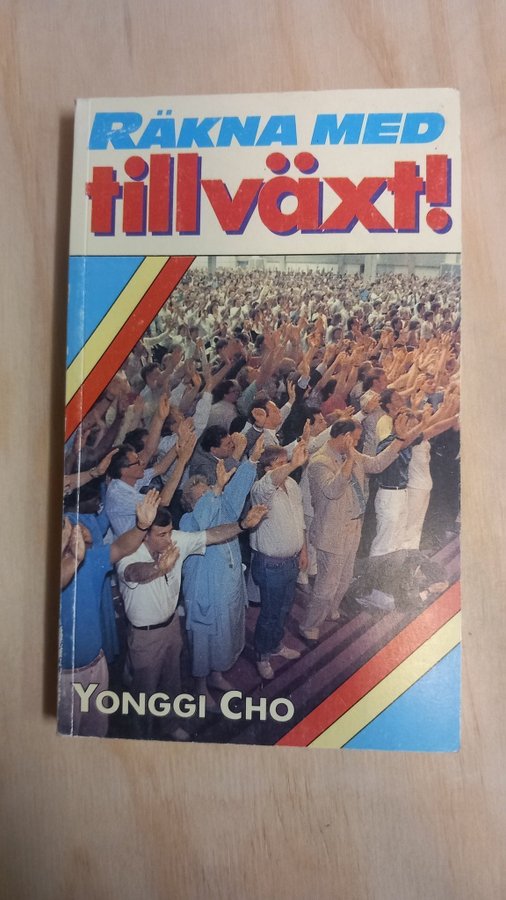 RÄKNA MED
tillväxt!
YONGGI CHO